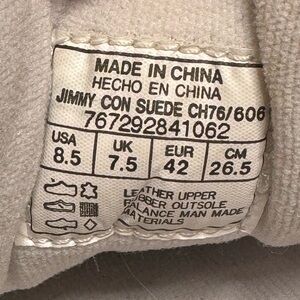 MADE IN CHINA
HECHO EN CHINA
JIMMY CON SUEDE CH76/606
767292841062
USA UK EUR CM
8.5 7.5 42 26.5
LEATHER UPPER
BER OUTSOLE
BALANCE MAN MADE
MATERIALS